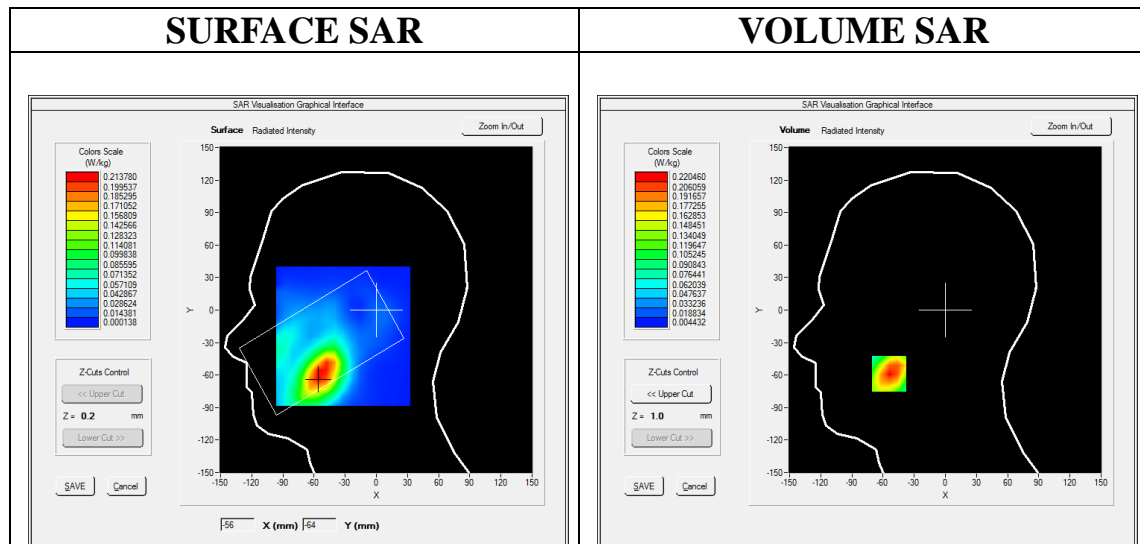 SURFACE SAR
VOLUME SAR
SAR Visualisation Graphical Interface
Surface Radiated Intensity
Zoom In/Out
Colors Scale
(W/kg)
0.213780
0.199537
0.185295
0.171052
0.156809
0.142566
0.128323
0.114081
0.099838
0.085595
0.071352
0.057109
0.042867
0.028624
0.014381
0.000138
Z-Cuts Control
<< Upper Cut
Z = 0.2 mm
Lower Cut >>
SAVE Cancel
150
120
90
60
30
0
-30
-60
-90
-120
-150
Y
-150 -120 -90 -60 -30 0 30 60 90 120 150
X
-56 X (mm) -64 Y (mm)
SAR Visualisation Graphical Interface
Volume Radiated Intensity
Zoom In/Out
Colors Scale
(W/kg)
0.220460
0.206059
0.191657
0.177255
0.162853
0.148451
0.134049
0.119647
0.105245
0.090843
0.076441
0.062039
0.047637
0.033236
0.018834
0.004432
Z-Cuts Control
<< Upper Cut
Z = 1.0 mm
Lower Cut >>
SAVE Cancel
150
120
90
60
30
0
-30
-60
-90
-120
-150
Y
-150 -120 -90 -60 -30 0 30 60 90 120 150
X